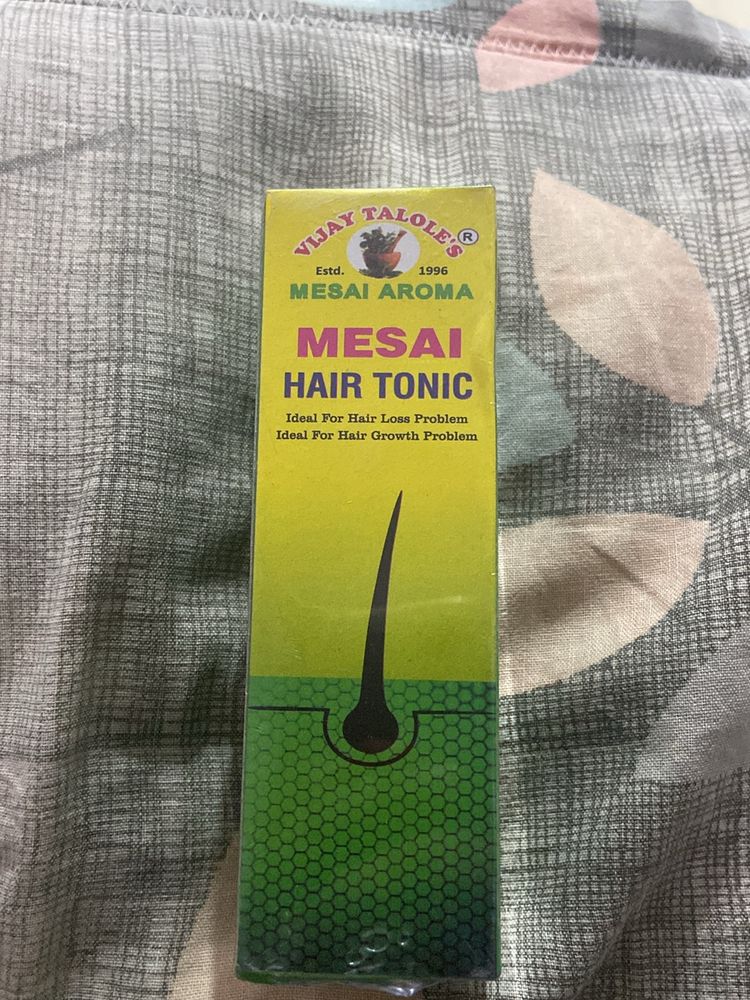 VIJAY TALOLE'S ®
Estd. 1996
MESAI AROMA
MESAI
HAIR TONIC
Ideal For Hair Loss Problem
Ideal For Hair Growth Problem